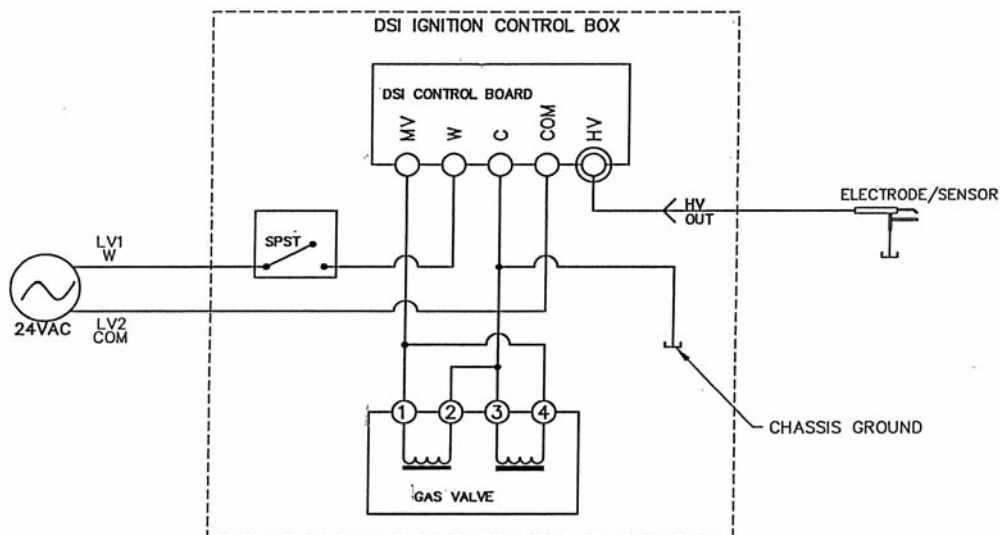 DSI IGNITION CONTROL BOX
DSI CONTROL BOARD
MV W C COM HV
HV
OUT
ELECTRODE/SENSOR
SPST
LV1
W
24VAC
LV2
COM
CHASSIS GROUND
1 2 3 4
GAS VALVE